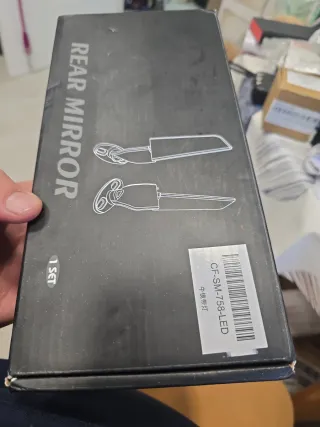 REAR MIRROR
1 SET
CF-SM-758-LED